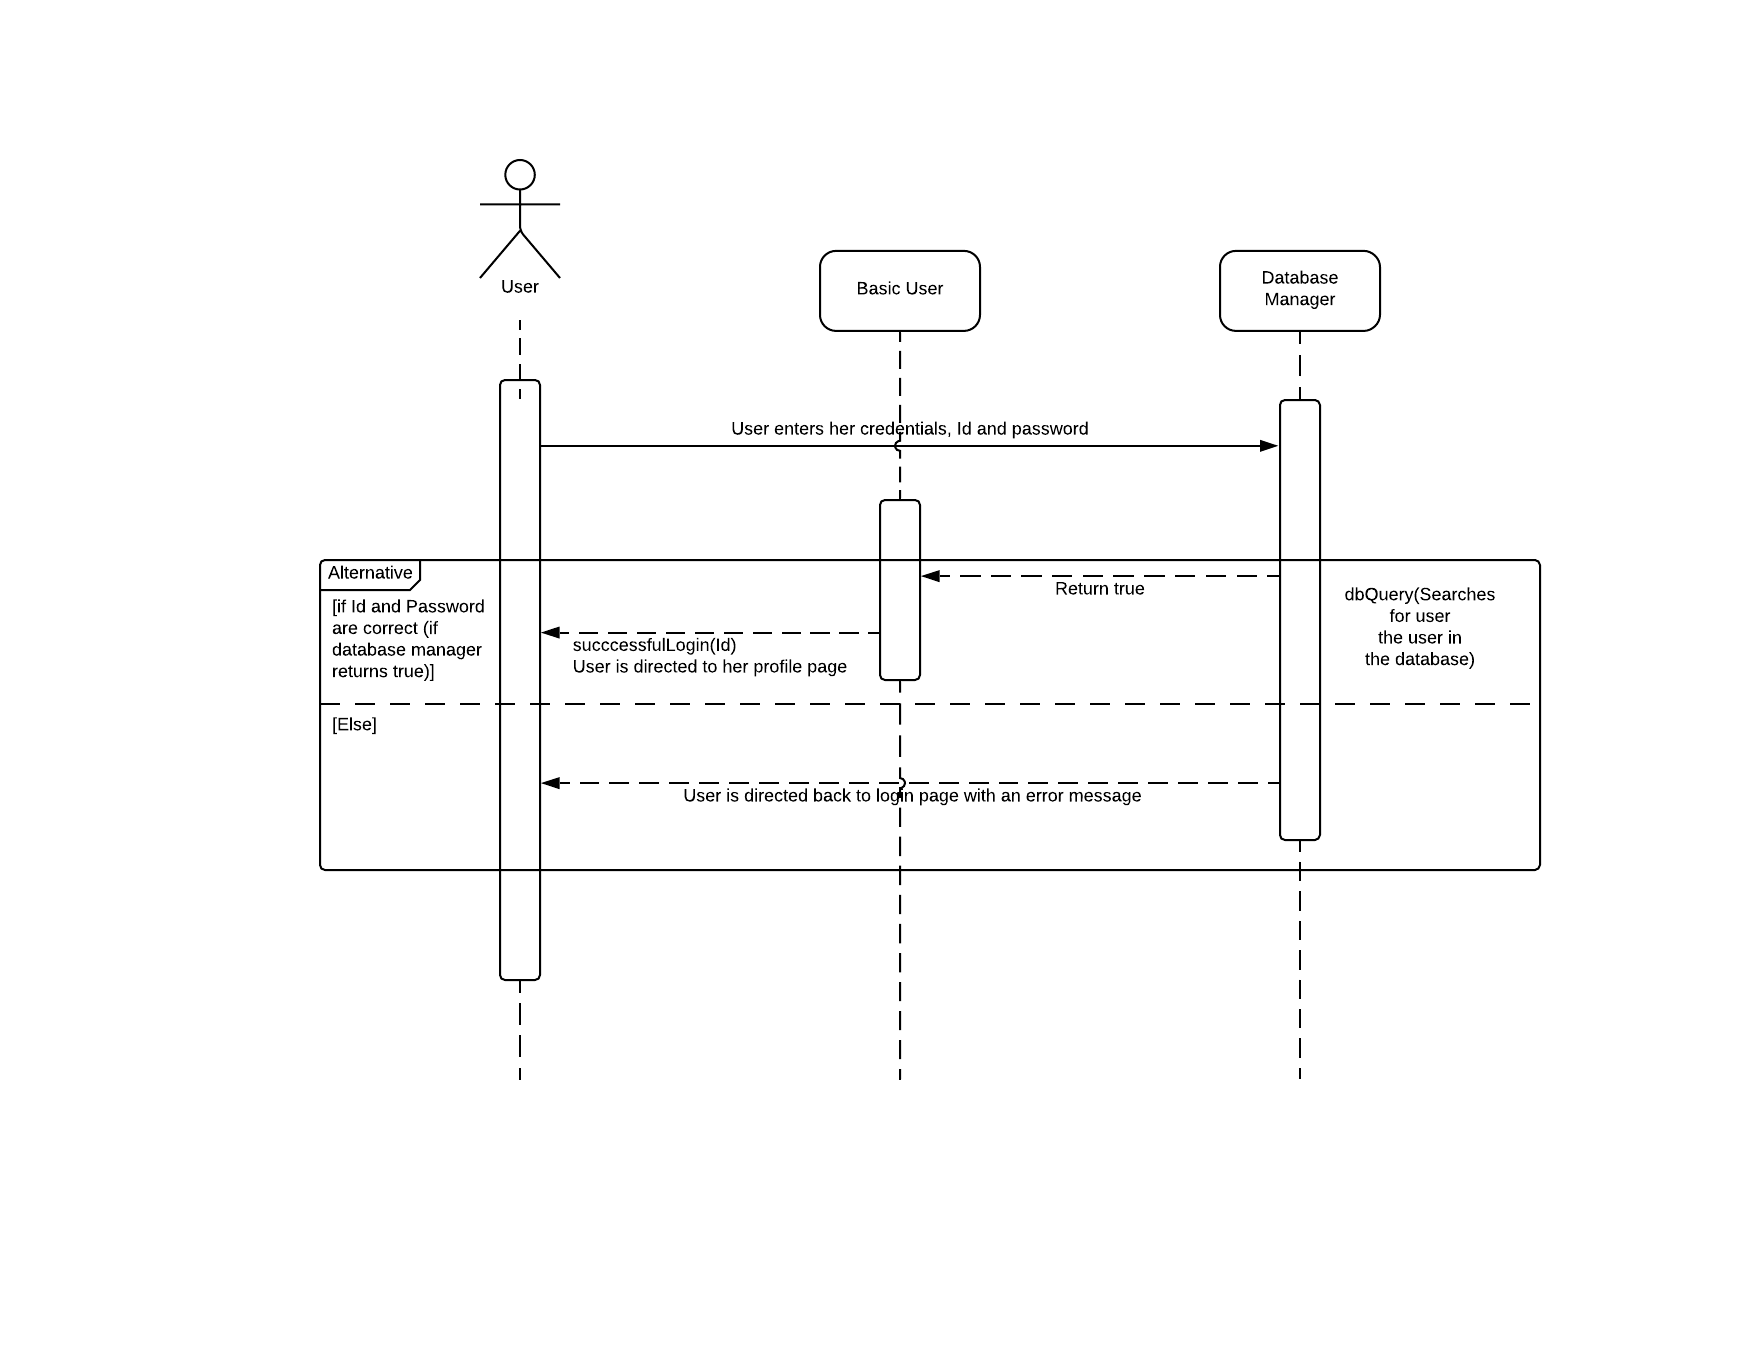 User
Basic User
Database
Manager
User enters her credentials, Id and password
Alternative
[if Id and Password
are correct (if
database manager
returns true)]
Return true
dbQuery(Searches
for user
the user in
the database)
succcessfulLogin(Id)
User is directed to her profile page
[Else]
User is directed back to login page with an error message